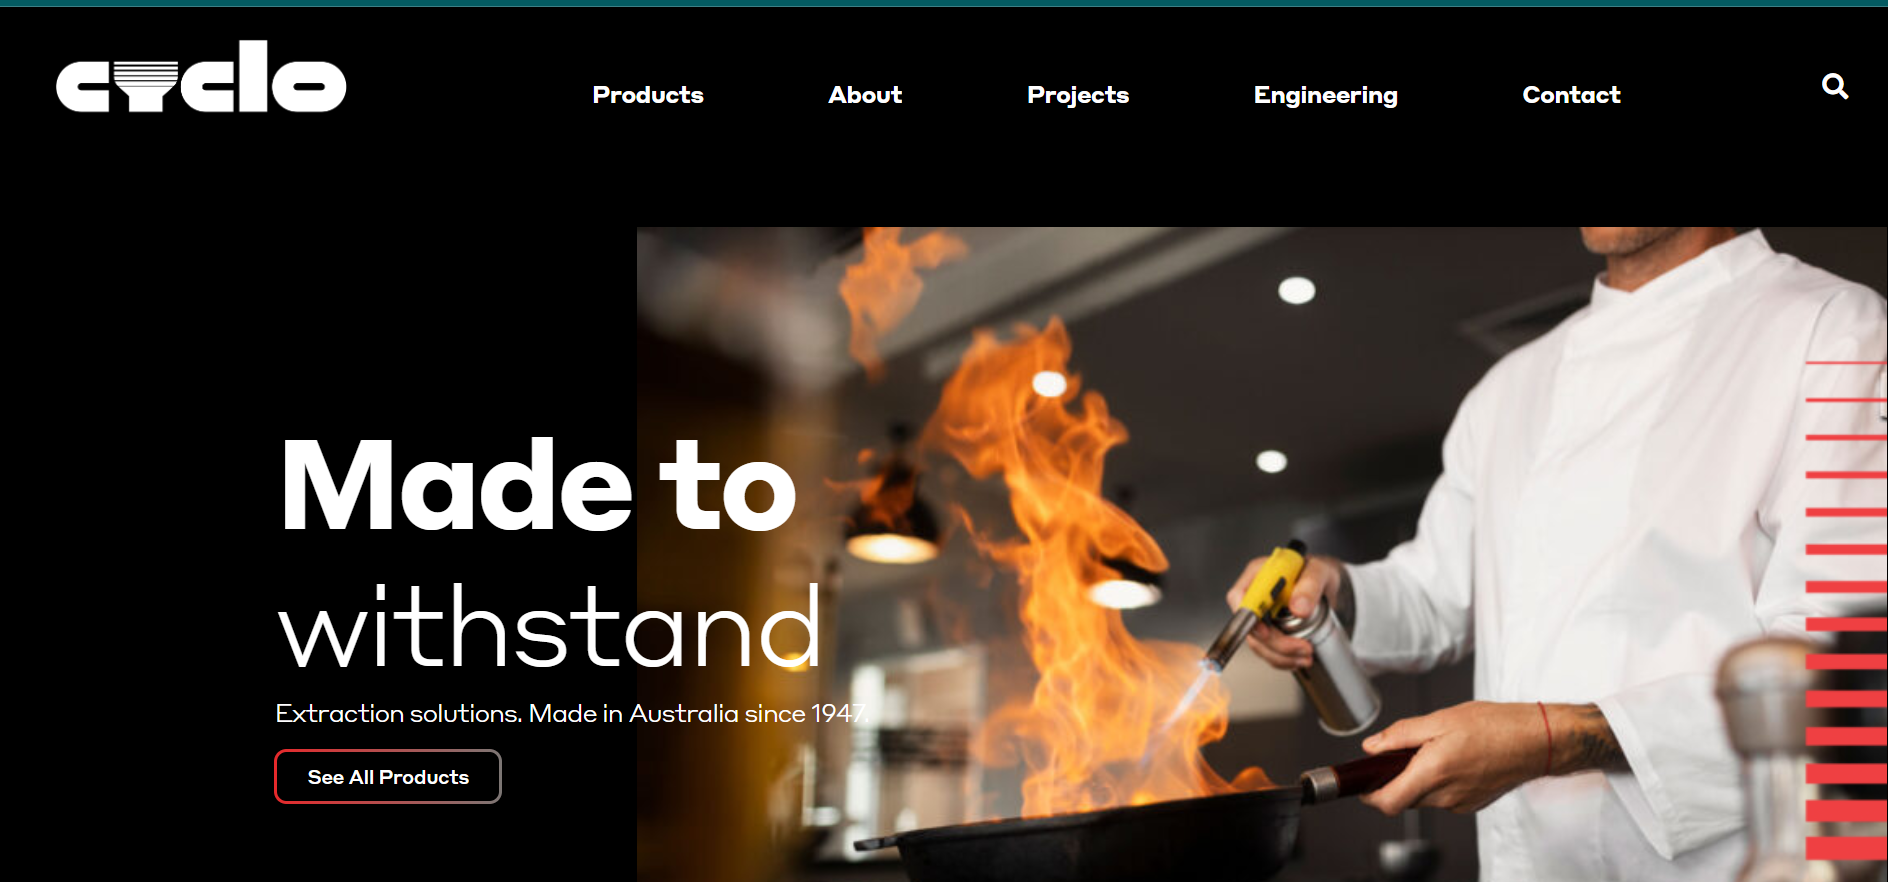 cyclo
Products About Projects Engineering Contact
Made to
withstand
Extraction solutions. Made in Australia since 1947.
See All Products